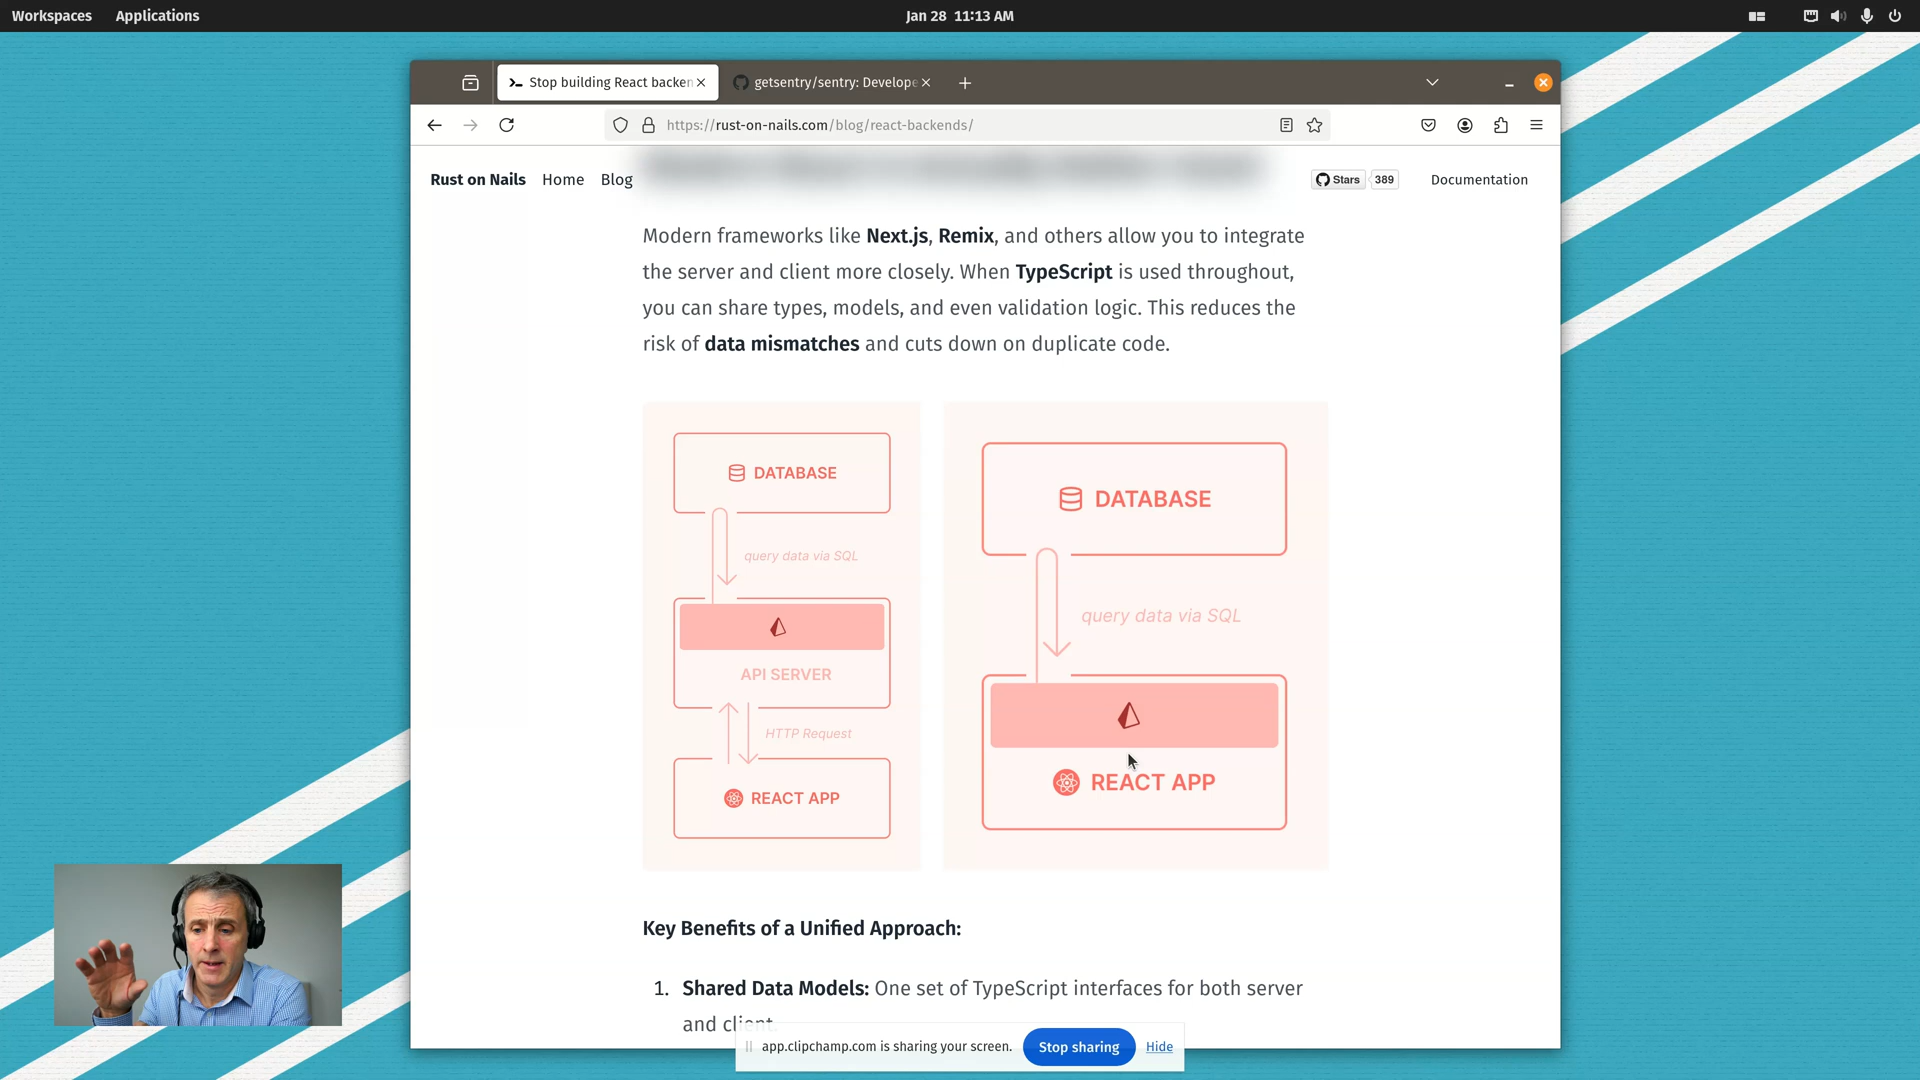 Workspaces Applications Jan 28 11:13 AM
Stop building React backen getsentry/sentry: Develope
https://rust-on-nails.com/blog/react-backends/
Rust on Nails Home Blog Stars 389 Documentation
Modern frameworks like Next.js, Remix, and others allow you to integrate
the server and client more closely. When TypeScript is used throughout,
you can share types, models, and even validation logic. This reduces the
risk of data mismatches and cuts down on duplicate code.
DATABASE
query data via SQL
API SERVER
HTTP Request
REACT APP
DATABASE
query data via SQL
REACT APP
Key Benefits of a Unified Approach:
1. Shared Data Models: One set of TypeScript interfaces for both server
and client.
app.clipchamp.com is sharing your screen. Stop sharing Hide